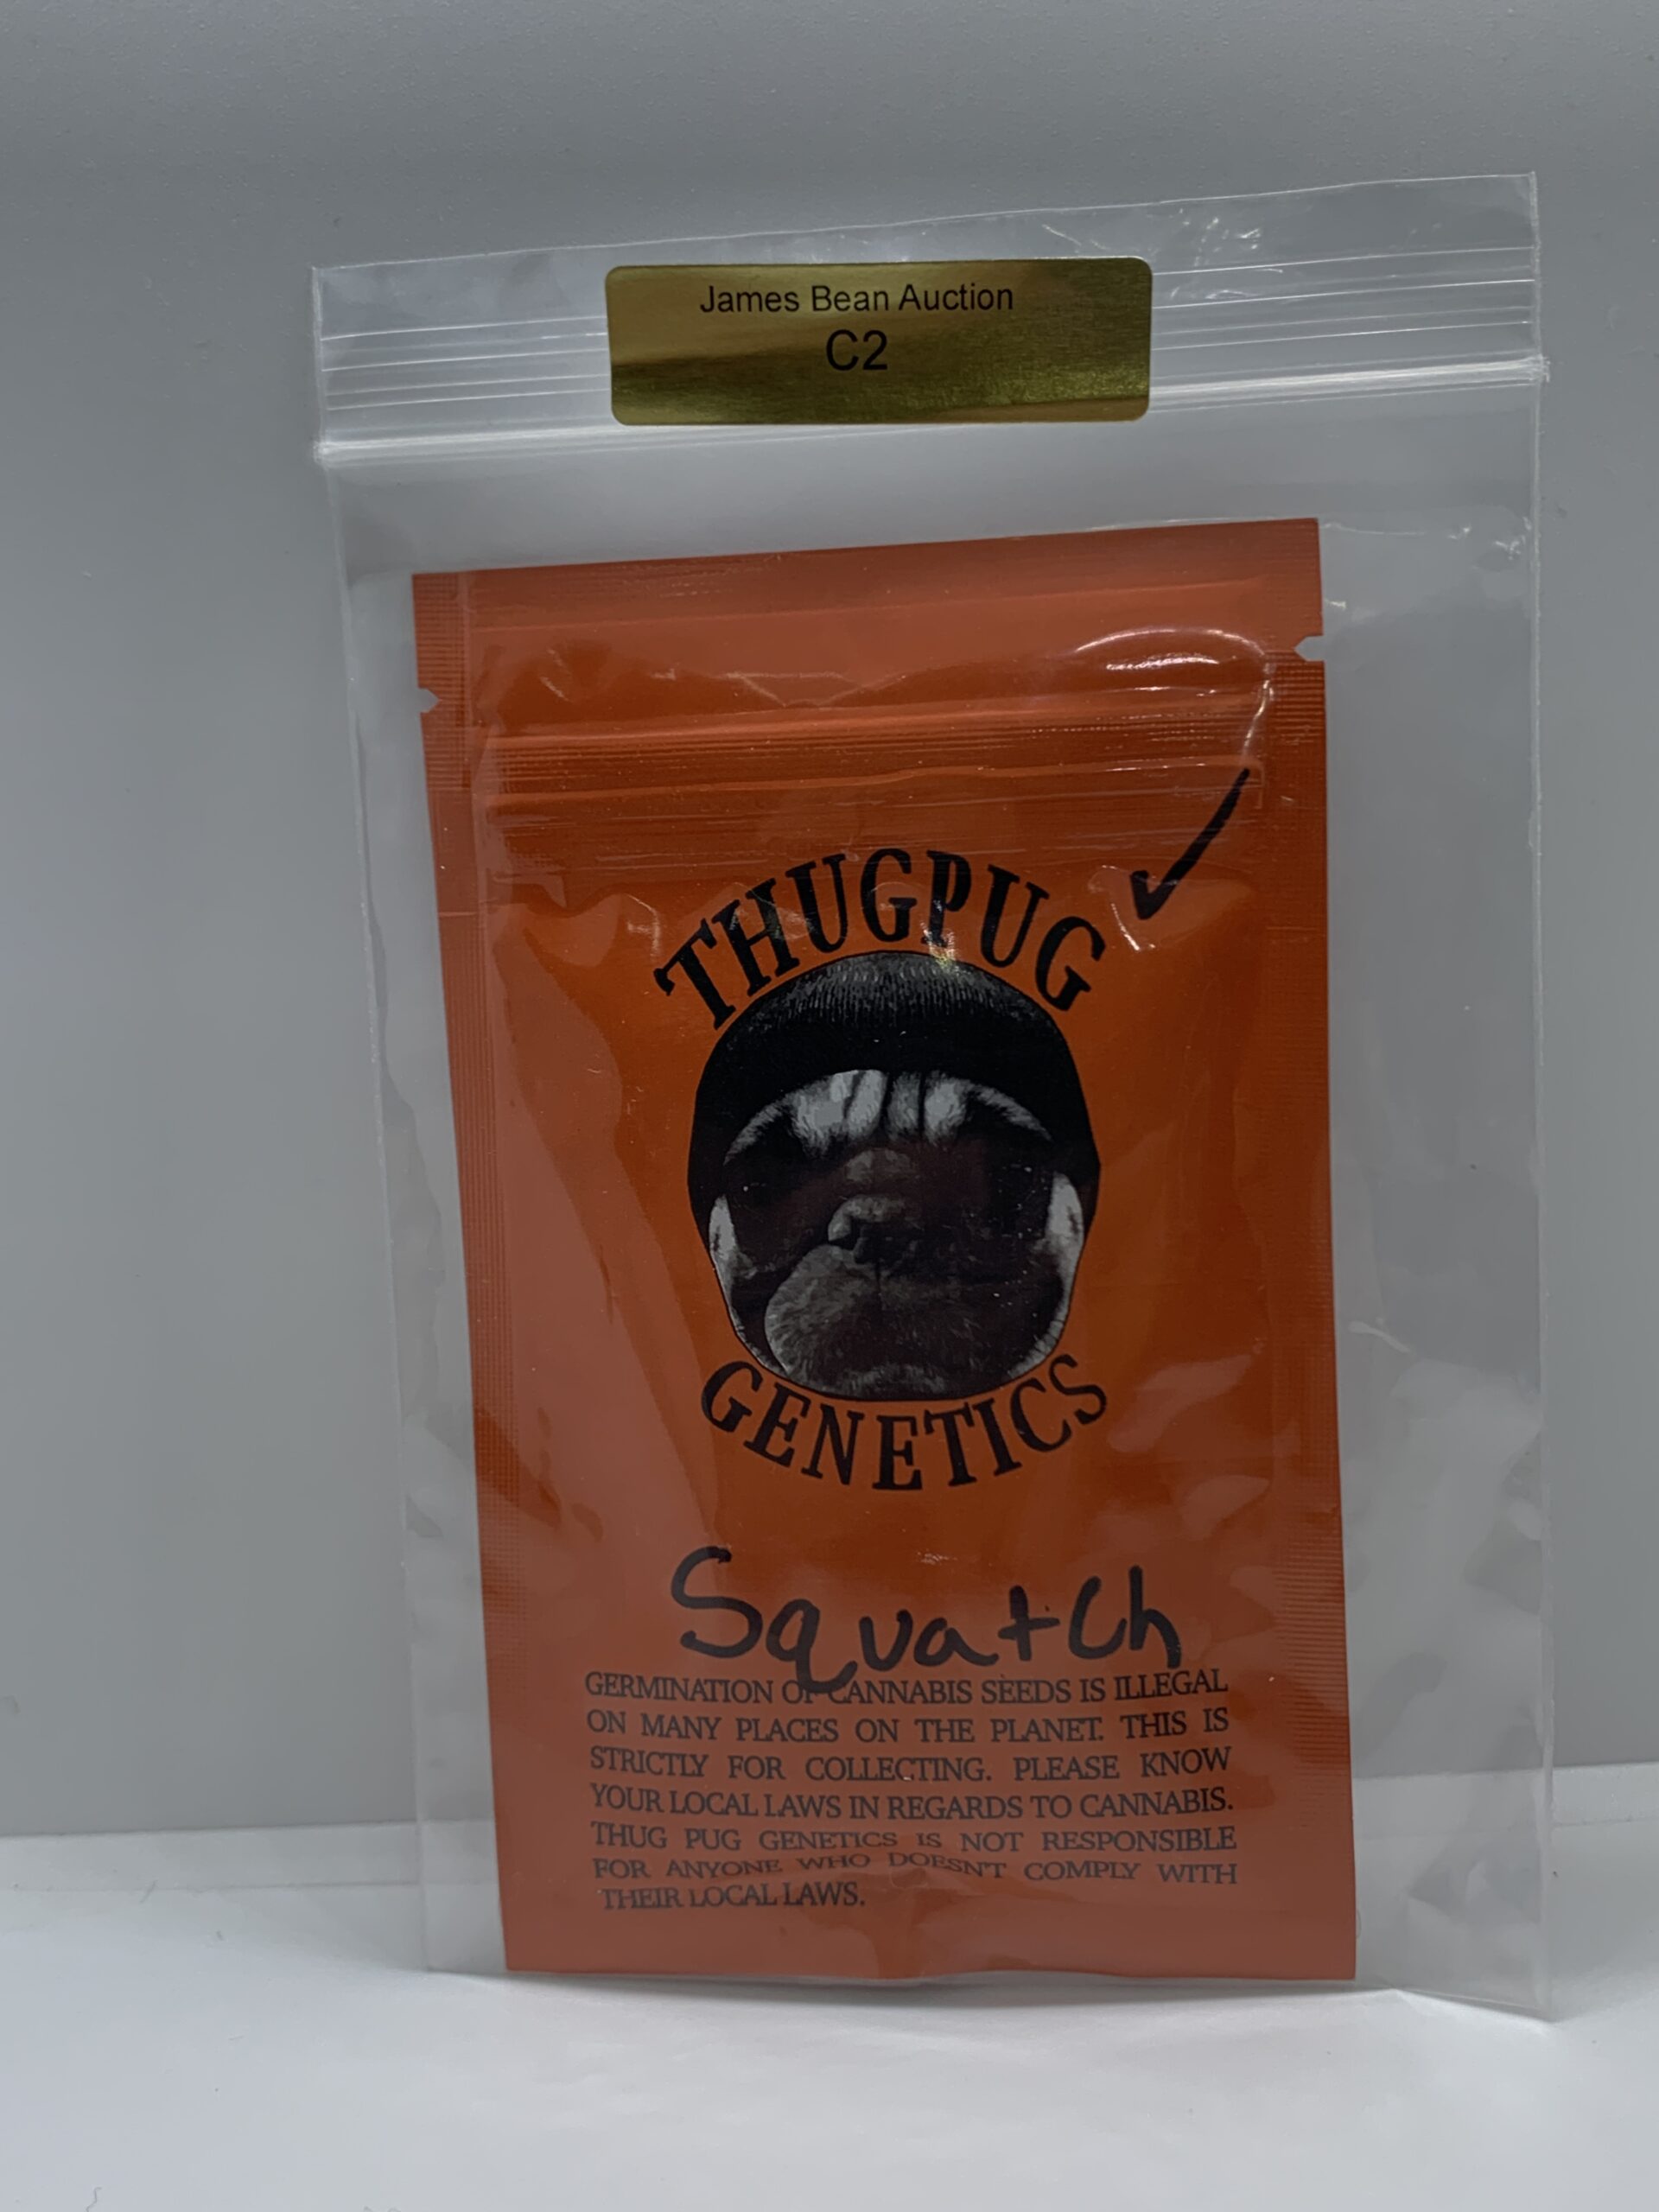 James Bean Auction
C2
THUGPUG
GENETICS
Squatch
GERMINATION OF CANNABIS SEEDS IS ILLEGAL
ON MANY PLACES ON THE PLANET. THIS IS
STRICTLY FOR COLLECTING. PLEASE KNOW
YOUR LOCAL LAWS IN REGARDS TO CANNABIS.
THUG PUG GENETICS IS NOT RESPONSIBLE
FOR ANYONE WHO DOESN'T COMPLY WITH
THEIR LOCAL LAWS.